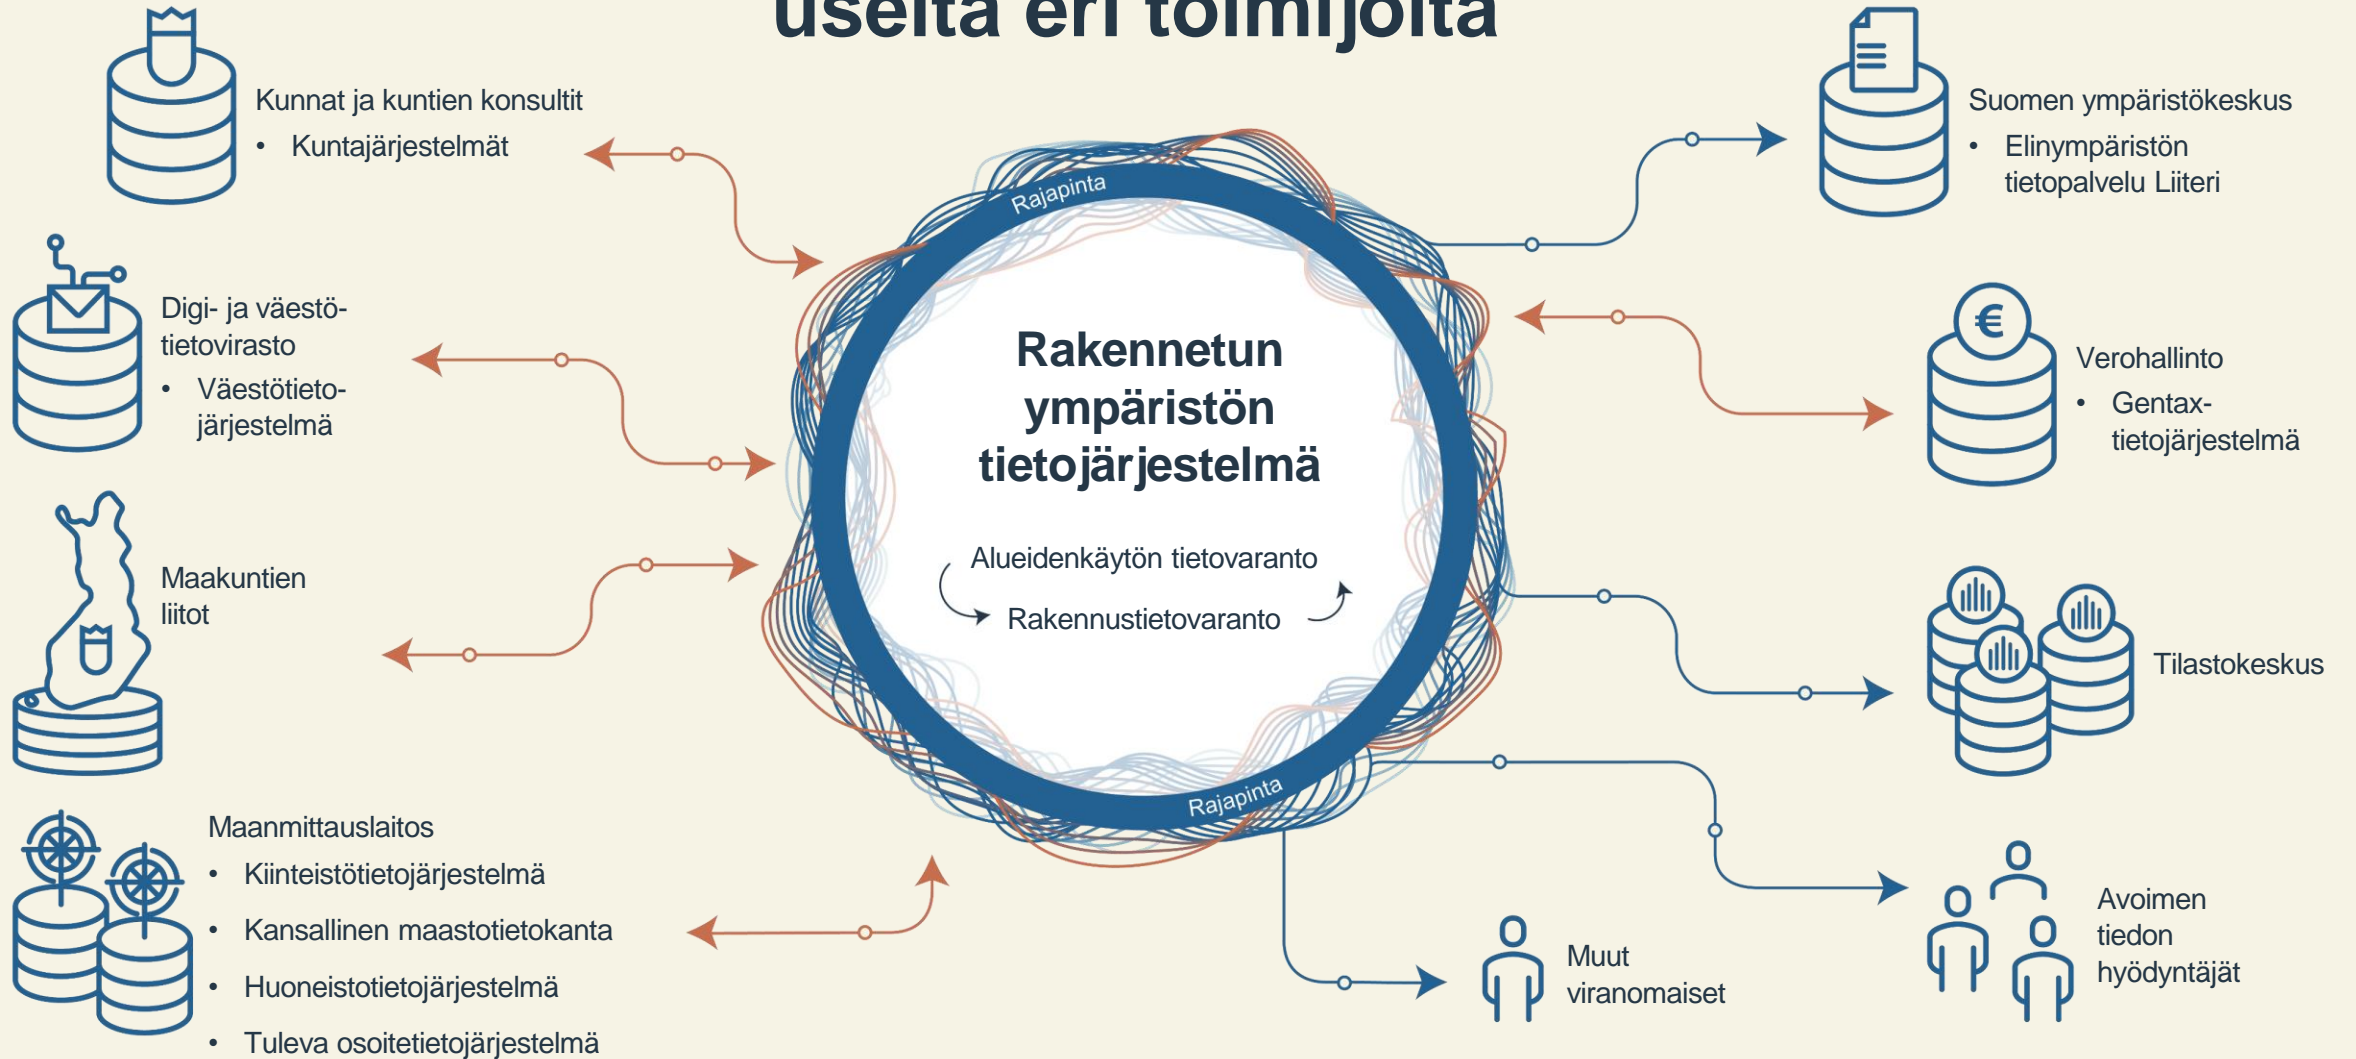 useita eri toimijoita
Kunnat ja kuntien konsultit
• Kuntajärjestelmät
Digi- ja väestö-
tietovirasto
• Väestötieto-
järjestelmä
Maakuntien
liitot
Maanmittauslaitos
• Kiinteistötietojärjestelmä
• Kansallinen maastotietokanta
• Huoneistotietojärjestelmä
• Tuleva osoitetietojärjestelmä
Rajapinta
Rakennetun
ympäristön
tietojärjestelmä
Alueidenkäytön tietovaranto
Rakennustietovaranto
Rajapinta
Suomen ympäristökeskus
• Elinympäristön
tietopalvelu Liiteri
€
Verohallinto
• Gentax-
tietojärjestelmä
Tilastokeskus
Avoimen
tiedon
hyödyntäjät
Muut
viranomaiset